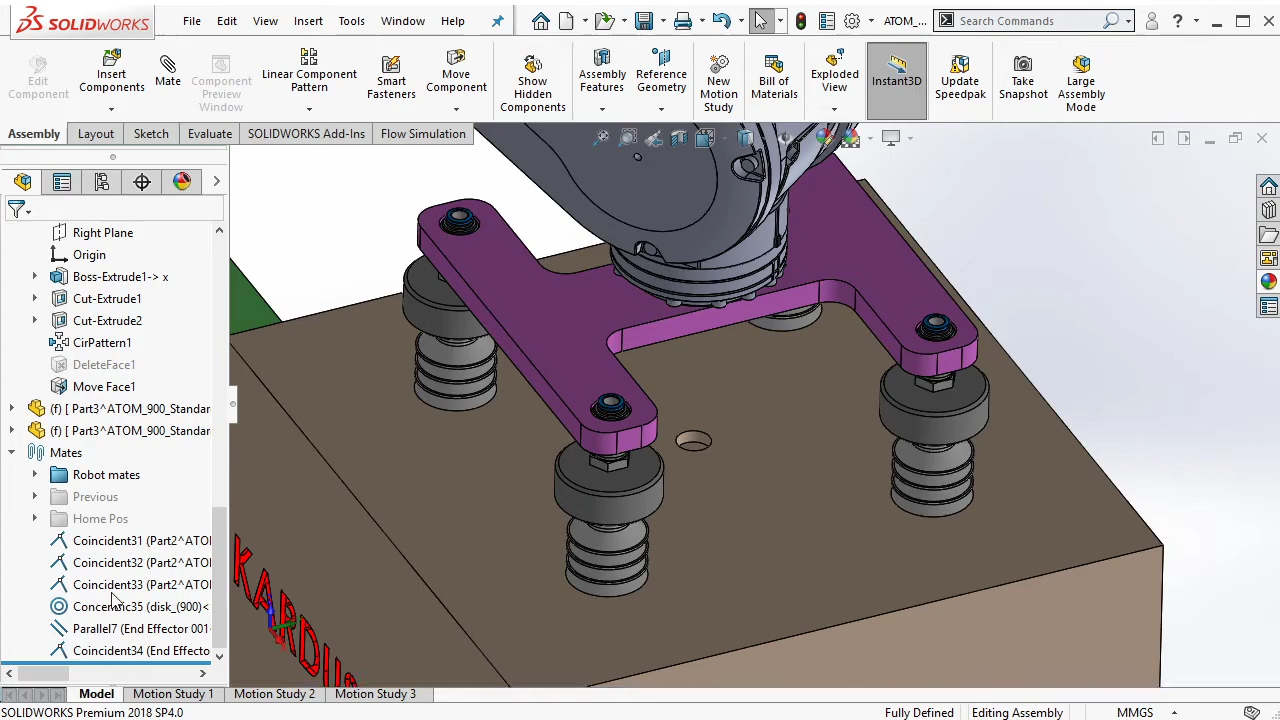 SOLIDWORKS
File Edit View Insert Tools Window Help
ATOM_...
Search Commands
?
Edit Component
Insert Components
Mate
Component Preview Window
Linear Component Pattern
Smart Fasteners
Move Component
Show Hidden Components
Assembly Features
Reference Geometry
New Motion Study
Bill of Materials
Exploded View
Instant3D
Update Speedpak
Take Snapshot
Large Assembly Mode
Assembly Layout Sketch Evaluate SOLIDWORKS Add-Ins Flow Simulation
Right Plane
Origin
Boss-Extrude1-> x
Cut-Extrude1
Cut-Extrude2
CirPattern1
DeleteFace1
Move Face1
(f) [ Part3^ATOM_900_Standar
(f) [ Part3^ATOM_900_Standar
Mates
Robot mates
Previous
Home Pos
Coincident31 (Part2^ATO
Coincident32 (Part2^ATO
Coincident33 (Part2^ATO
Concentric35 (disk_(900)<
Parallel7 (End Effector 001
Coincident34 (End Effecto
Model Motion Study 1 Motion Study 2 Motion Study 3
SOLIDWORKS Premium 2018 SP4.0
Fully Defined Editing Assembly MMGS